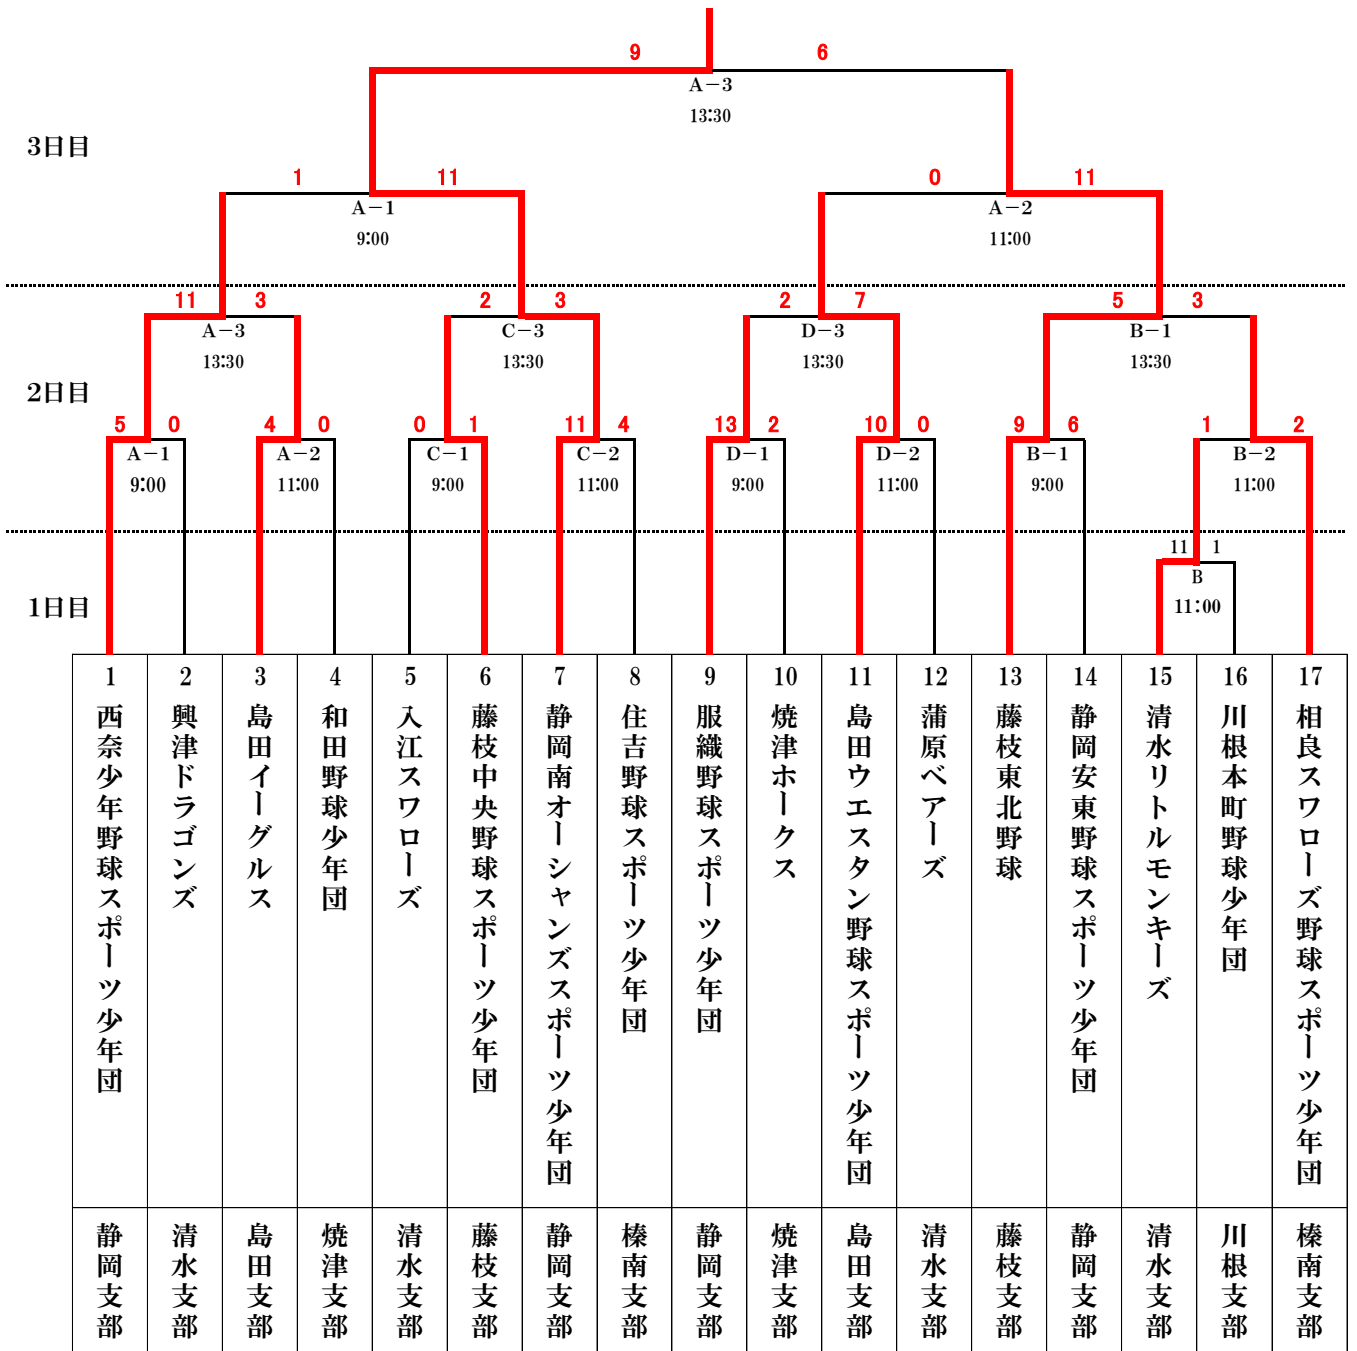 9 6
A-3
13:30
3日目
1 11 0 11
A-1 A-2
9:00 11:00
11 3 2 3 2 7 5 3
A-3 C-3 D-3 B-1
13:30 13:30 13:30 13:30
2日目
5 0 4 0 0 1 11 4 13 2 10 0 9 6 1 2
A-1 A-2 C-1 C-2 D-1 D-2 B-1 B-2
9:00 11:00 9:00 11:00 9:00 11:00 9:00 11:00
11 1
B
1日目
11:00
1 2 3 4 5 6 7 8 9 10 11 12 13 14 15 16 17
西奈少年野球スポーツ少年団
興津ドラゴンズ
島田イーグルス
和田野球少年団
入江スワローズ
藤枝中央野球スポーツ少年団
静岡南オーシャンズスポーツ少年団
住吉野球スポーツ少年団
服織野球スポーツ少年団
焼津ホークス
島田ウエスタン野球スポーツ少年団
蒲原ベアーズ
藤枝東北野球
静岡安東野球スポーツ少年団
清水リトルモンキーズ
川根本町野球少年団
相良スワローズ野球スポーツ少年団
静岡支部
清水支部
島田支部
焼津支部
清水支部
藤枝支部
静岡支部
榛南支部
静岡支部
焼津支部
島田支部
清水支部
藤枝支部
静岡支部
清水支部
川根支部
榛南支部